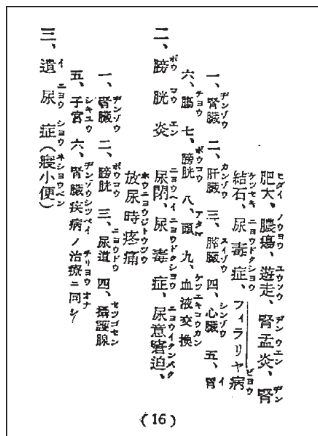 肥大、膿瘍、遊走、腎盂炎、腎
結石、尿毒症、フィラリヤ病
一、腎臓 二、肝臓 三、膵臓 四、心臓 五、胃
六、腸 七、膀胱 八、頭 九、血液交換
二、膀胱炎 尿閉、尿毒症、尿意窘迫、
放尿時疼痛
一、腎臓 二、膀胱 三、尿道 四、攝護腺
五、子宮 六、腎臓疾病ノ治療ニ同シ
三、遺尿症(寝小便)
(16)